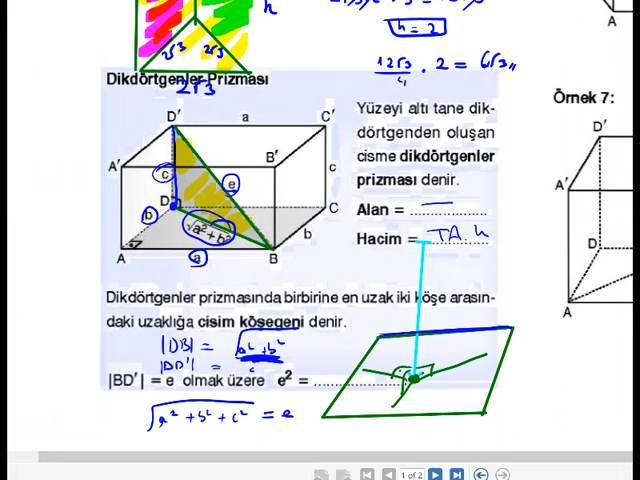 h
h = 2
2√3
2√3
2√3
12√3/4 . 2 = 6√3
A
Dikdörtgenler Prizması
D′
a
C′
A′
B′
c
e
c
D
C
b
√a² + b²
b
A
a
B
Yüzeyi altı tane dik-
dörtgenden oluşan
cisme dikdörtgenler
prizması denir.
Alan = ....................
Hacim = TA. h
Örnek 7:
D′
A′
D
A
Dikdörtgenler prizmasında birbirine en uzak iki köşe arasın-
daki uzaklığa cisim köşegeni denir.
|DB| = √a² + b²
|DD′| = c
|BD′| = e olmak üzere e² = ......................
√a² + b² + c² = e
1 of 2